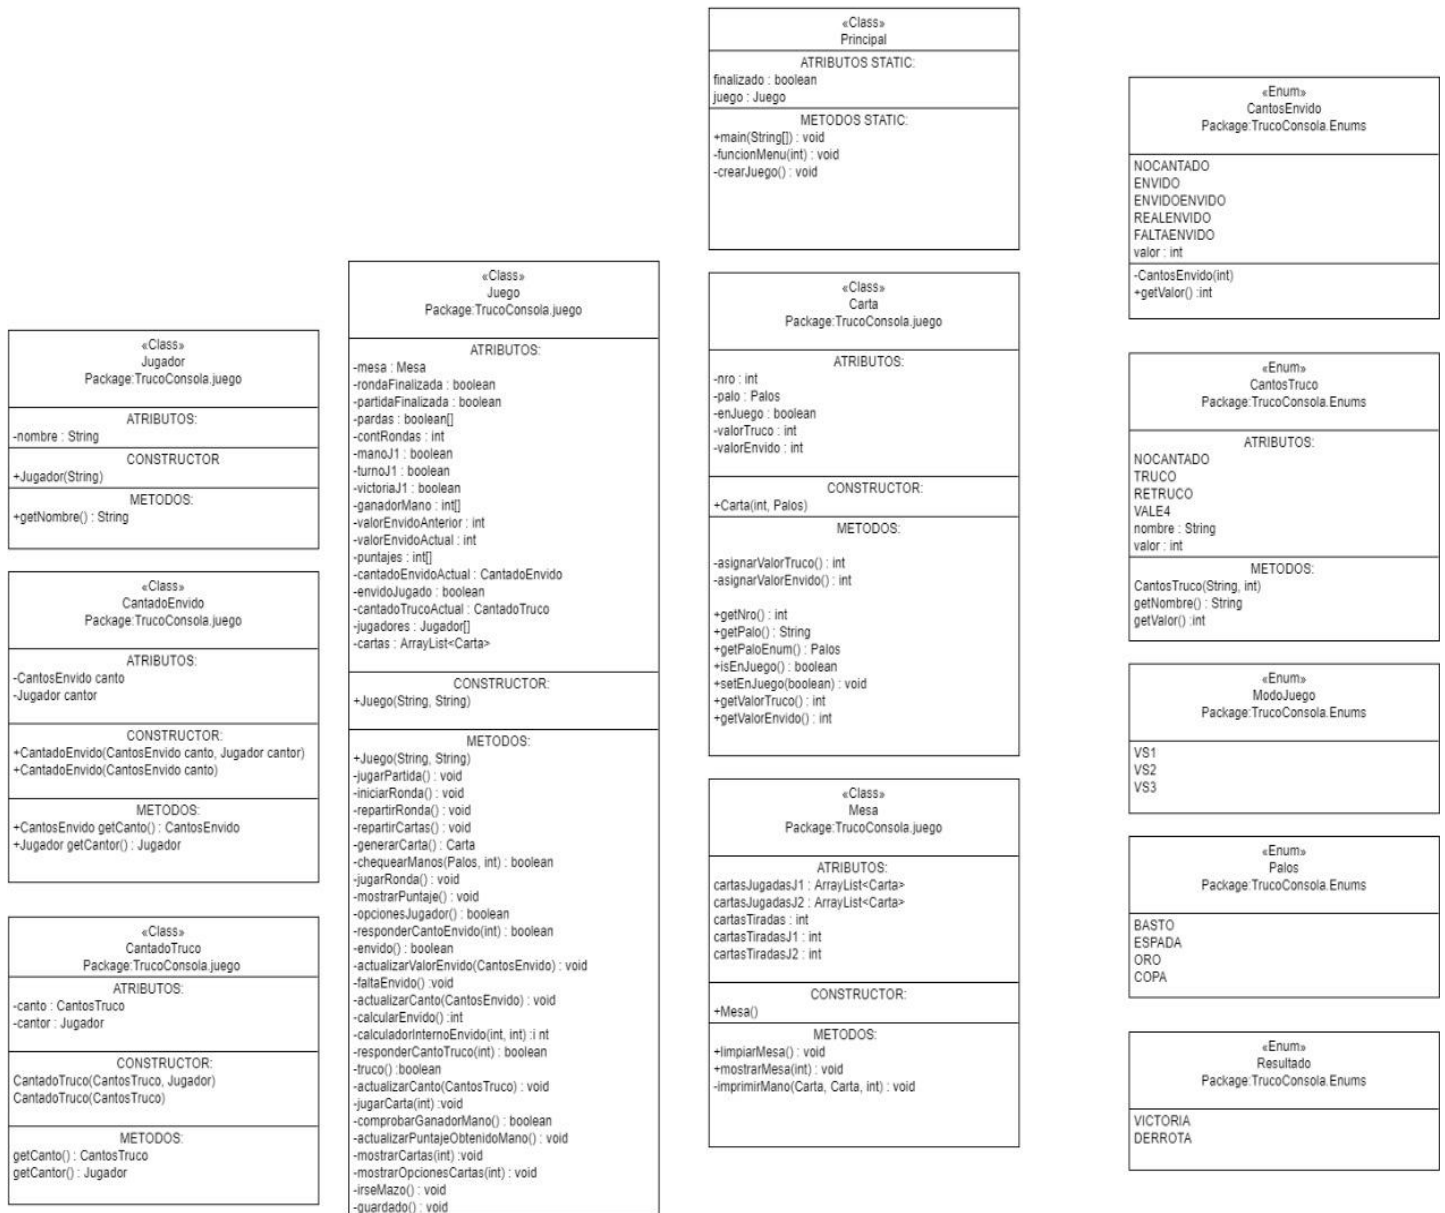 «Class»
Principal
ATRIBUTOS STATIC:
finalizado : boolean
juego : Juego
METODOS STATIC:
+main(String[]) : void
-funcionMenu(int) : void
-crearJuego() : void
«Enum»
CantosEnvido
Package:TrucoConsola.Enums
NOCANTADO
ENVIDO
ENVIDOENVIDO
REALENVIDO
FALTAENVIDO
valor : int
-CantosEnvido(int)
+getValor() :int
«Class»
Jugador
Package:TrucoConsola.juego
ATRIBUTOS:
-nombre : String
CONSTRUCTOR
+Jugador(String)
METODOS:
+getNombre() : String
«Class»
CantadoEnvido
Package:TrucoConsola.juego
ATRIBUTOS:
-CantosEnvido canto
-Jugador cantor
CONSTRUCTOR:
+CantadoEnvido(CantosEnvido canto, Jugador cantor)
+CantadoEnvido(CantosEnvido canto)
METODOS:
+CantosEnvido getCanto() : CantosEnvido
+Jugador getCantor() : Jugador
«Class»
CantadoTruco
Package:TrucoConsola.juego
ATRIBUTOS:
-canto : CantosTruco
-cantor : Jugador
CONSTRUCTOR:
CantadoTruco(CantosTruco, Jugador)
CantadoTruco(CantosTruco)
METODOS:
getCanto() : CantosTruco
getCantor() : Jugador
«Class»
Juego
Package:TrucoConsola.juego
ATRIBUTOS:
-mesa : Mesa
-rondaFinalizada : boolean
-partidaFinalizada : boolean
-pardas : boolean[]
-contRondas : int
-manoJ1 : boolean
-turnoJ1 : boolean
-victoriaJ1 : boolean
-ganadorMano : int[]
-valorEnvidoAnterior : int
-valorEnvidoActual : int
-puntajes : int[]
-cantadoEnvidoActual : CantadoEnvido
-envidoJugado : boolean
-cantadoTrucoActual : CantadoTruco
-jugadores : Jugador[]
-cartas : ArrayList<Carta>
CONSTRUCTOR:
+Juego(String, String)
METODOS:
+Juego(String, String)
-jugarPartida() : void
-iniciarRonda() : void
-repartirRonda() : void
-repartirCartas() : void
-generarCarta() : Carta
-chequearManos(Palos, int) : boolean
-jugarRonda() : void
-mostrarPuntaje() : void
-opcionesJugador() : boolean
-responderCantoEnvido(int) : boolean
-envido() : boolean
-actualizarValorEnvido(CantosEnvido) : void
-faltaEnvido() :void
-actualizarCanto(CantosEnvido) : void
-calcularEnvido() :int
-calculadorInternoEnvido(int, int) :i nt
-responderCantoTruco(int) : boolean
-truco() :boolean
-actualizarCanto(CantosTruco) : void
-jugarCarta(int) :void
-comprobarGanadorMano() : boolean
-actualizarPuntajeObtenidoMano() : void
-mostrarCartas(int) :void
-mostrarOpcionesCartas(int) : void
-irseMazo() : void
-guardado() : void
«Class»
Carta
Package:TrucoConsola.juego
ATRIBUTOS:
-nro : int
-palo : Palos
-enJuego : boolean
-valorTruco : int
-valorEnvido : int
CONSTRUCTOR:
+Carta(int, Palos)
METODOS:
-asignarValorTruco() : int
-asignarValorEnvido() : int
+getNro() : int
+getPalo() : String
+getPaloEnum() : Palos
+isEnJuego() : boolean
+setEnJuego(boolean) : void
+getValorTruco() : int
+getValorEnvido() : int
«Class»
Mesa
Package:TrucoConsola.juego
ATRIBUTOS:
cartasJugadasJ1 : ArrayList<Carta>
cartasJugadasJ2 : ArrayList<Carta>
cartasTiradas : int
cartasTiradasJ1 : int
cartasTiradasJ2 : int
CONSTRUCTOR:
+Mesa()
METODOS:
+limpiarMesa() : void
+mostrarMesa(int) : void
-imprimirMano(Carta, Carta, int) : void
«Enum»
CantosTruco
Package:TrucoConsola.Enums
ATRIBUTOS:
NOCANTADO
TRUCO
RETRUCO
VALE4
nombre : String
valor : int
METODOS:
CantosTruco(String, int)
getNombre() : String
getValor() :int
«Enum»
ModoJuego
Package:TrucoConsola.Enums
VS1
VS2
VS3
«Enum»
Palos
Package:TrucoConsola.Enums
BASTO
ESPADA
ORO
COPA
«Enum»
Resultado
Package:TrucoConsola.Enums
VICTORIA
DERROTA